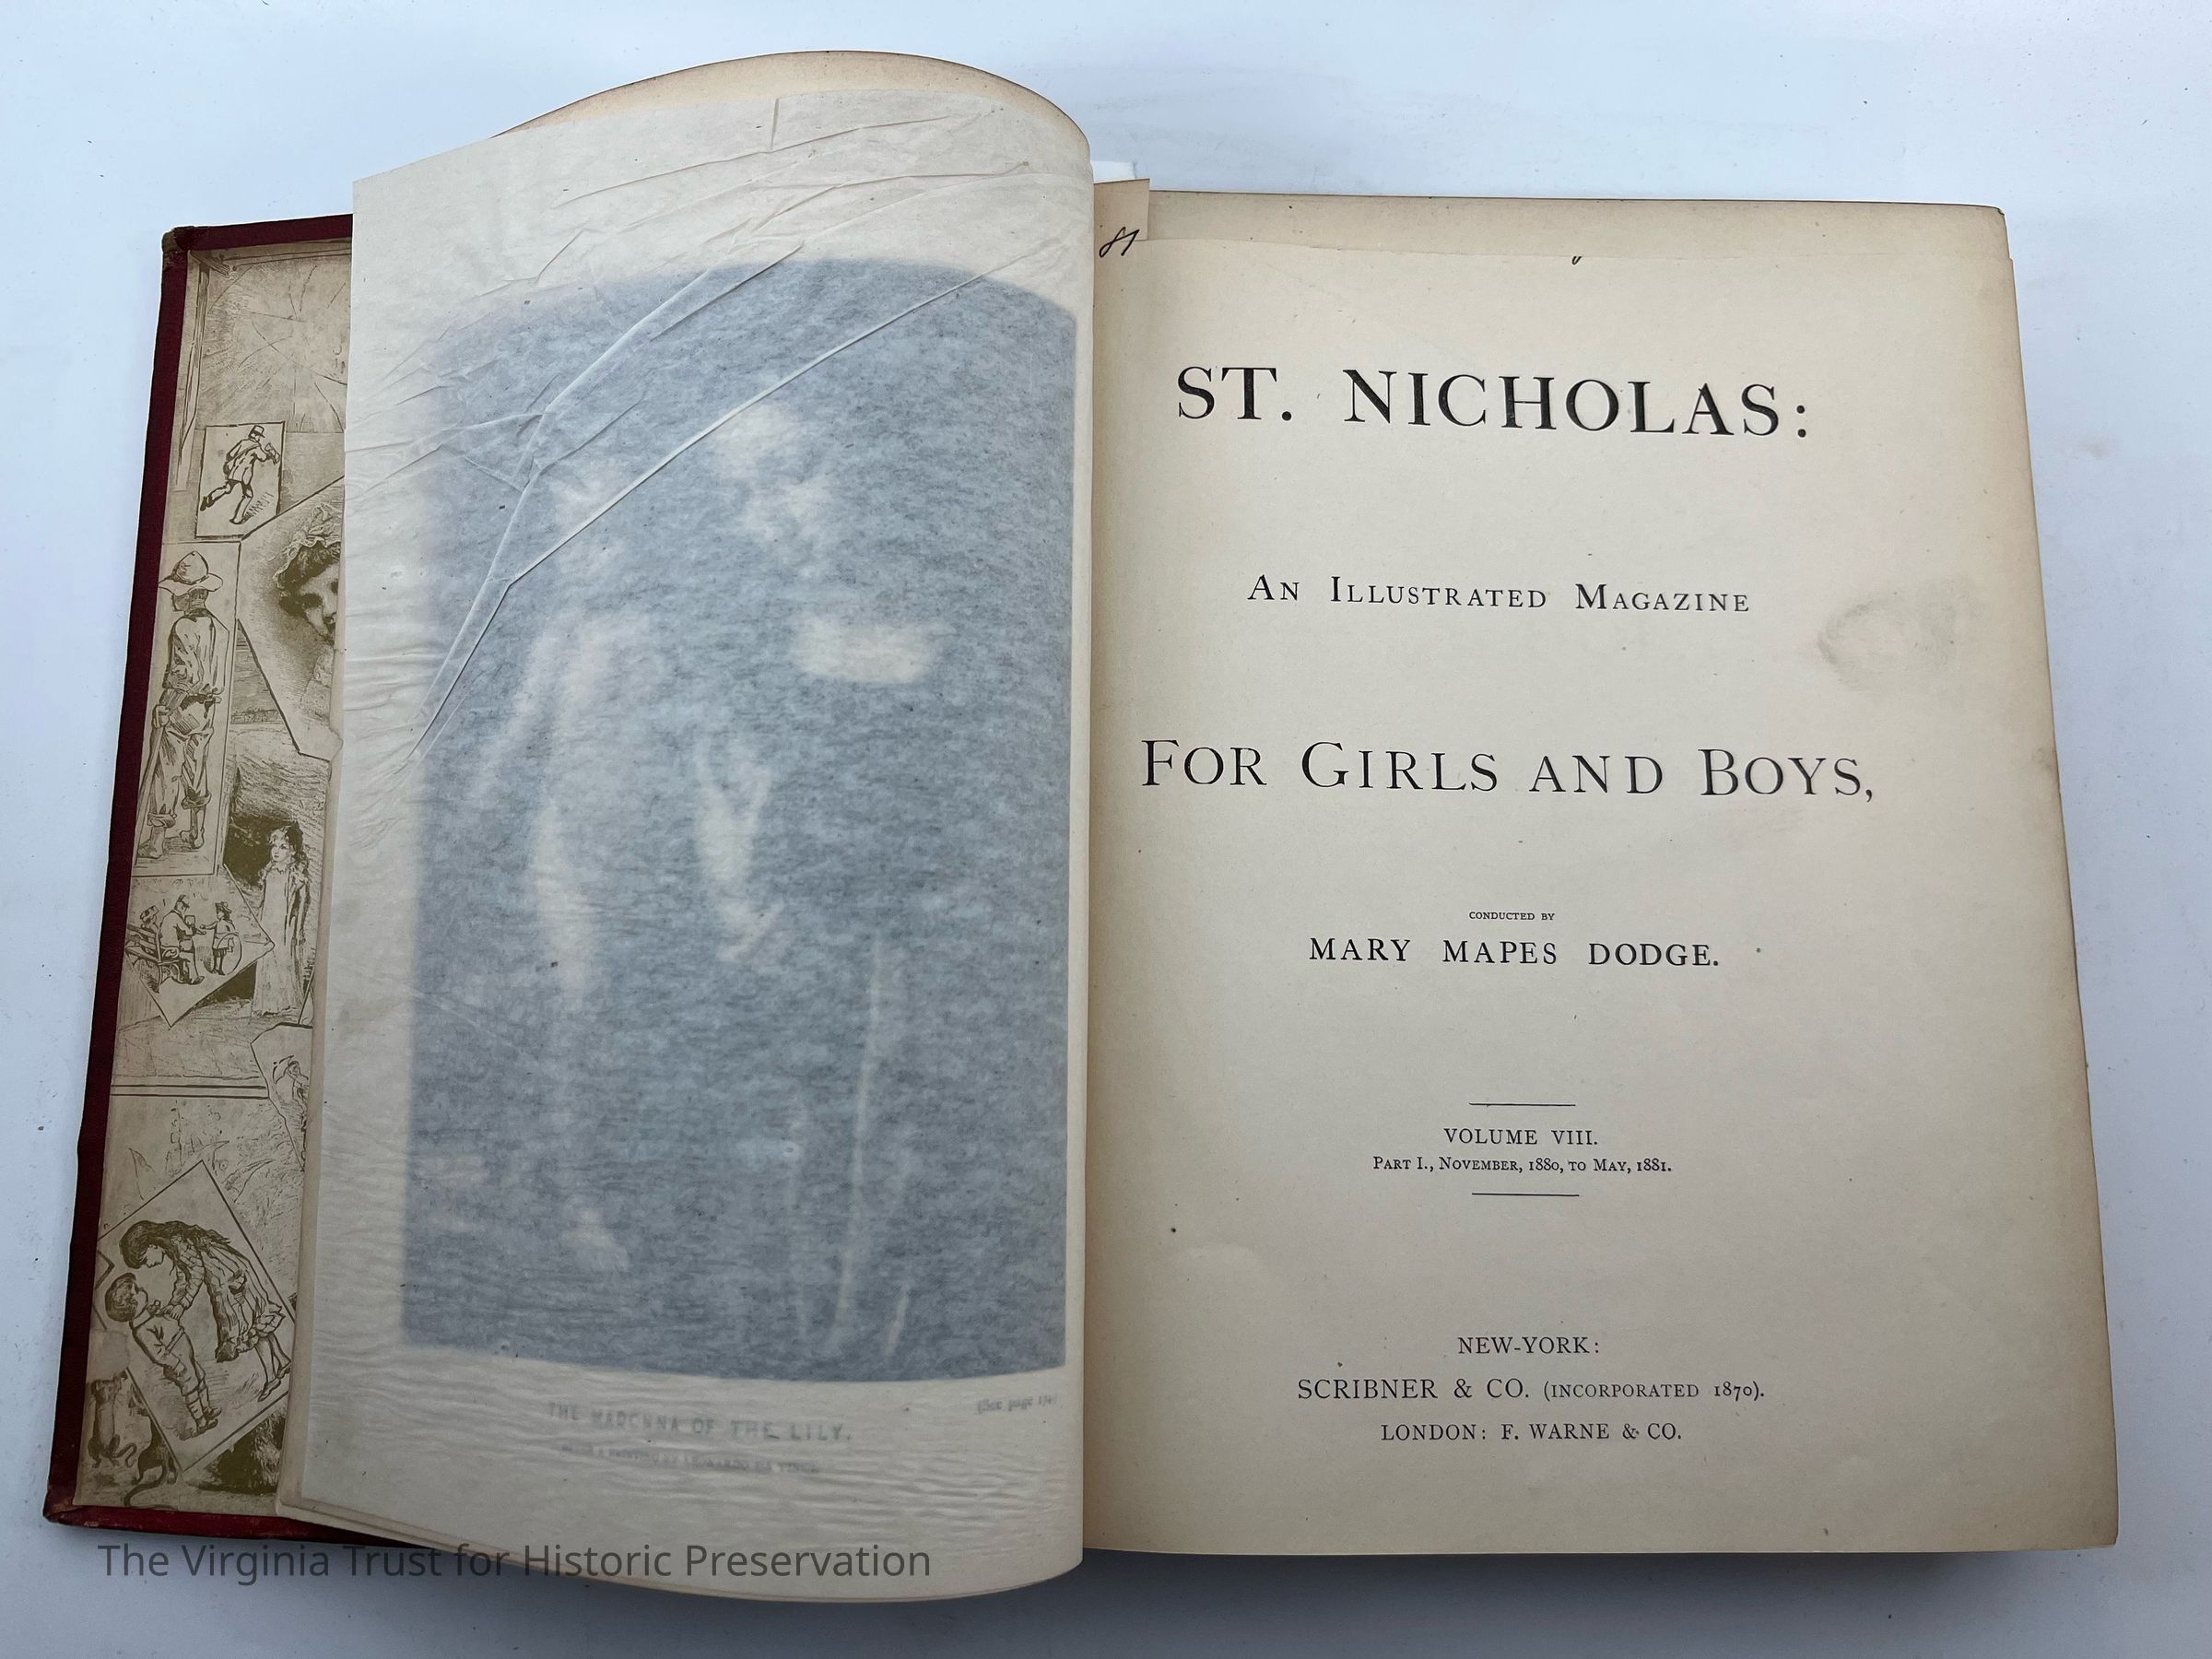 THE MADONNA OF THE LILY.
81
ST. NICHOLAS:
AN ILLUSTRATED MAGAZINE
FOR GIRLS AND BOYS,
CONDUCTED BY
MARY MAPES DODGE.
VOLUME VIII.
PART I., NOVEMBER, 1880, TO MAY, 1881.
NEW-YORK:
SCRIBNER & CO. (INCORPORATED 1870).
LONDON: F. WARNE & CO.
The Virginia Trust for Historic Preservation